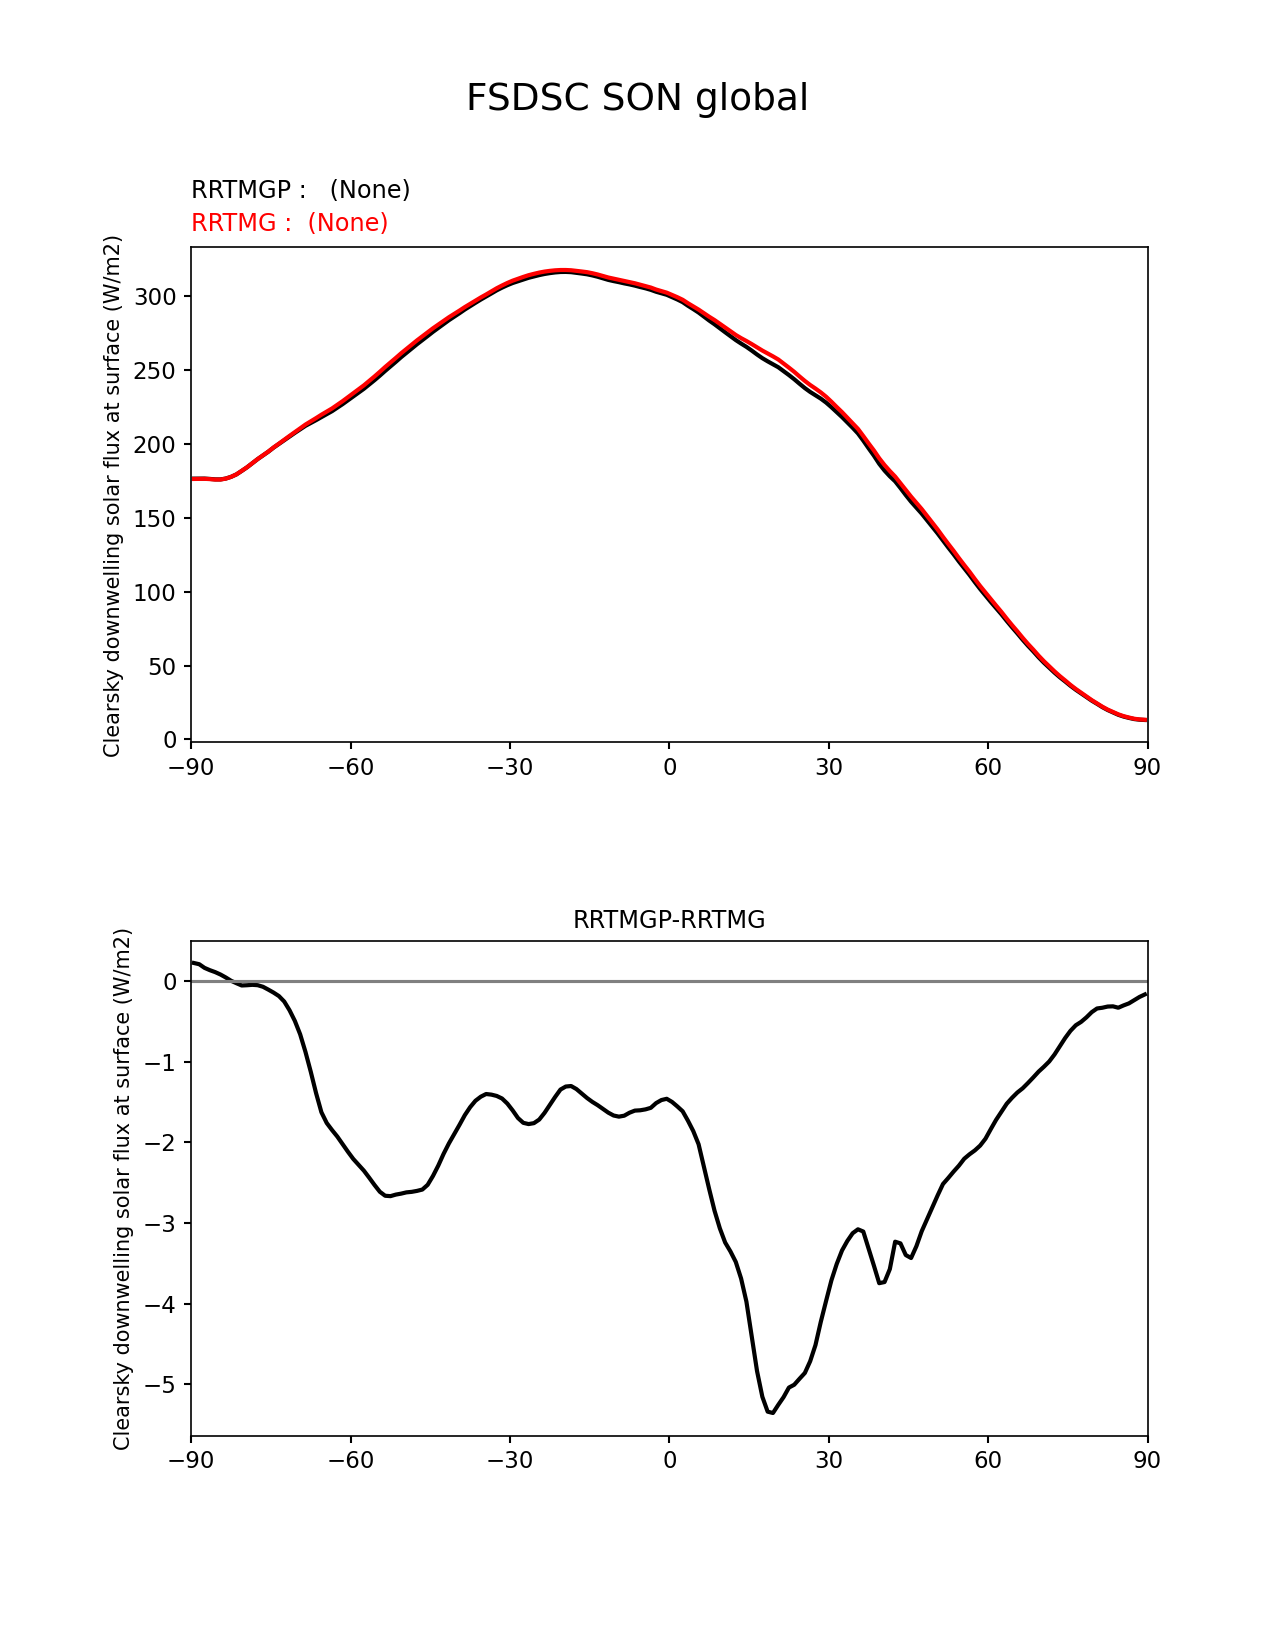 FSDSC SON global
RRTMGP :   (None)
RRTMG :  (None)
Clearsky downwelling solar flux at surface (W/m2)
300
250
200
150
100
50
0
−90 −60 −30 0 30 60 90
RRTMGP-RRTMG
Clearsky downwelling solar flux at surface (W/m2)
0
−1
−2
−3
−4
−5
−90 −60 −30 0 30 60 90